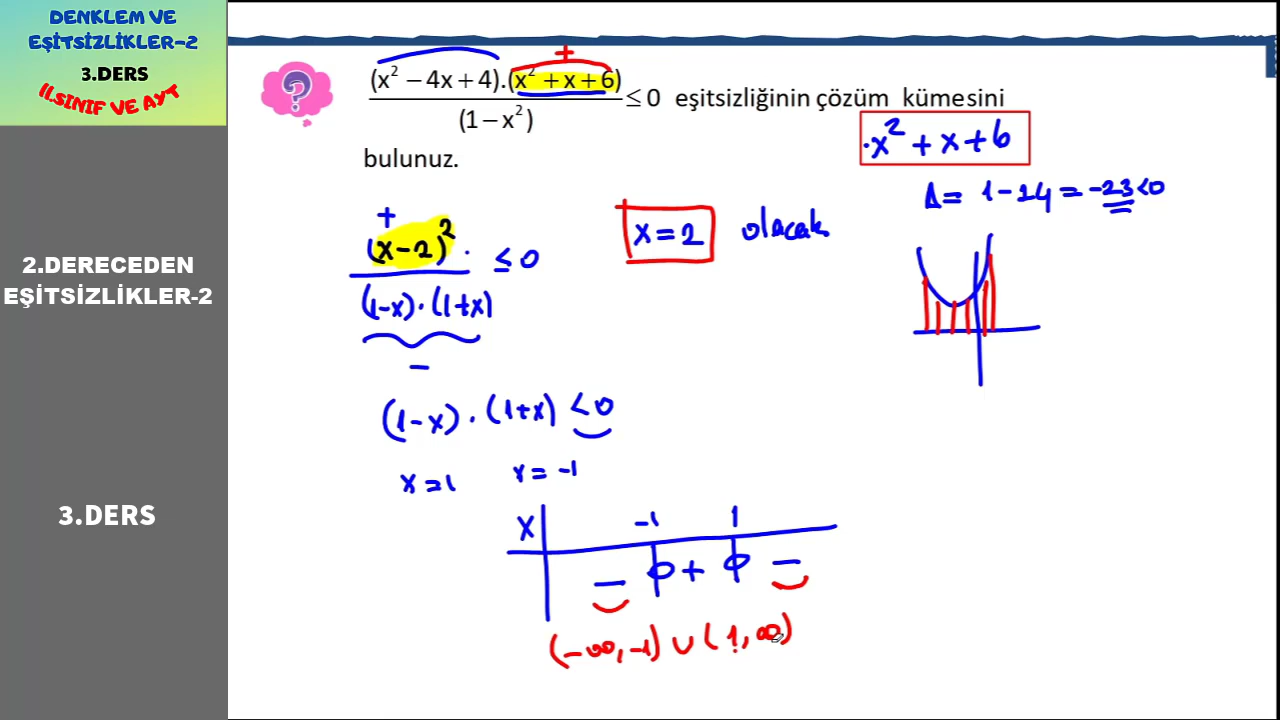 DENKLEM VE
EŞİTSİZLİKLER-2
3.DERS
11.SINIF VE AYT
2.DERECEDEN
EŞİTSİZLİKLER-2
3.DERS
?
+
(x² − 4x + 4).(x² + x + 6)
(1 − x²)
≤ 0 eşitsizliğinin çözüm kümesini
bulunuz.
x² + x + 6
Δ = 1 - 24 = -23 < 0
+
(x-2)² . ≤ 0
(1-x).(1+x)
−
x = 2 olacak
(1-x).(1+x) < 0
x = 1 x = -1
x -1 1
− + −
(-∞, -1) ∪ (1, ∞)